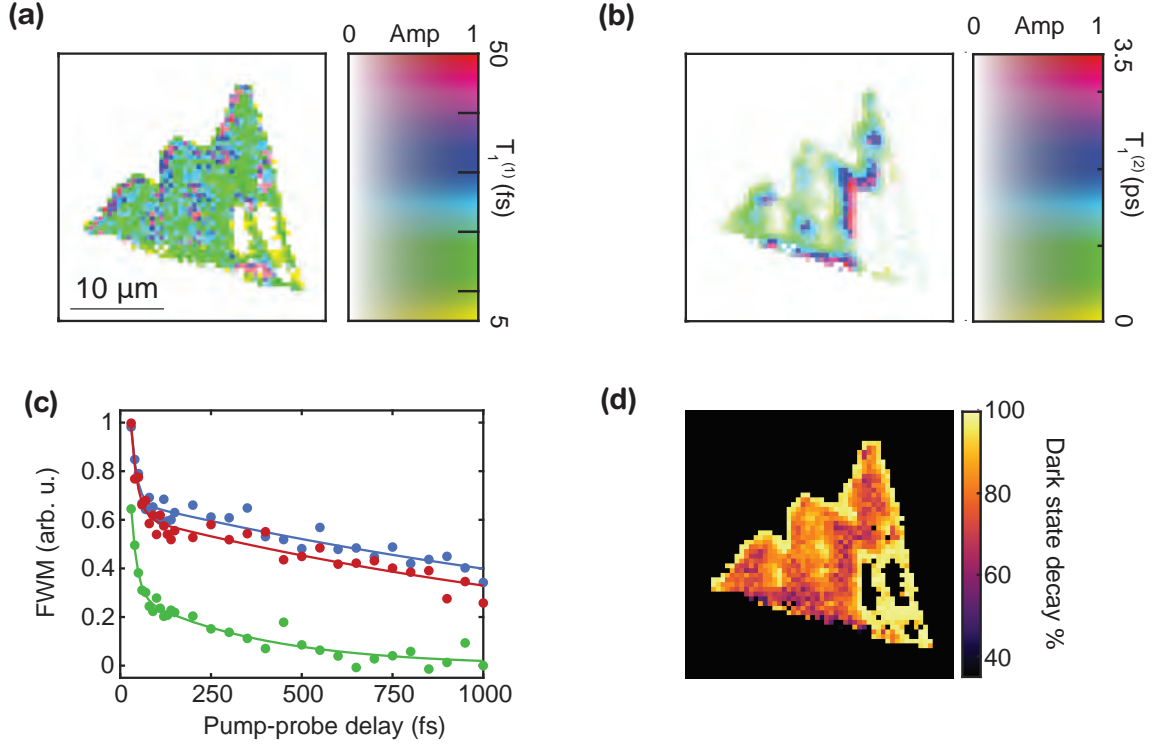 (a)
0 Amp 1
50
T₁⁽¹⁾ (fs)
5
10 μm
(b)
0 Amp 1
3.5
T₁⁽²⁾ (ps)
0
(c)
FWM (arb. u.)
1
0.8
0.6
0.4
0.2
0
0 250 500 750 1000
Pump-probe delay (fs)
(d)
100
80
60
40
Dark state decay %